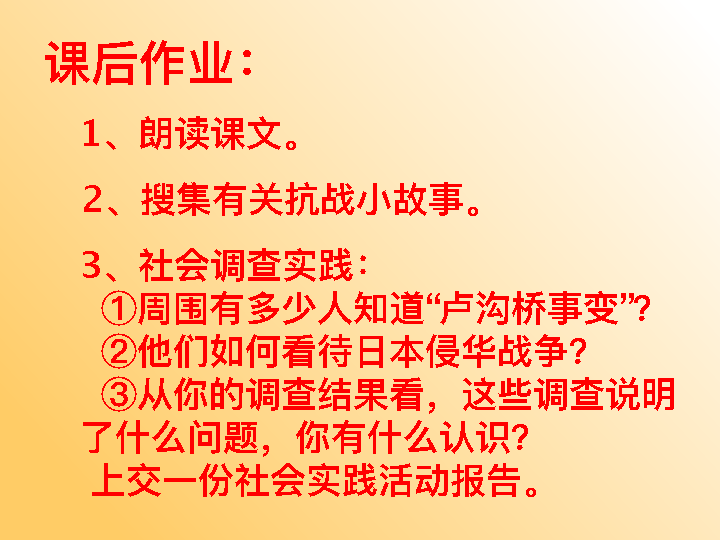 课后作业：
1、朗读课文。
2、搜集有关抗战小故事。
3、社会调查实践：
①周围有多少人知道“卢沟桥事变”？
②他们如何看待日本侵华战争？
③从你的调查结果看，这些调查说明
了什么问题，你有什么认识？
上交一份社会实践活动报告。